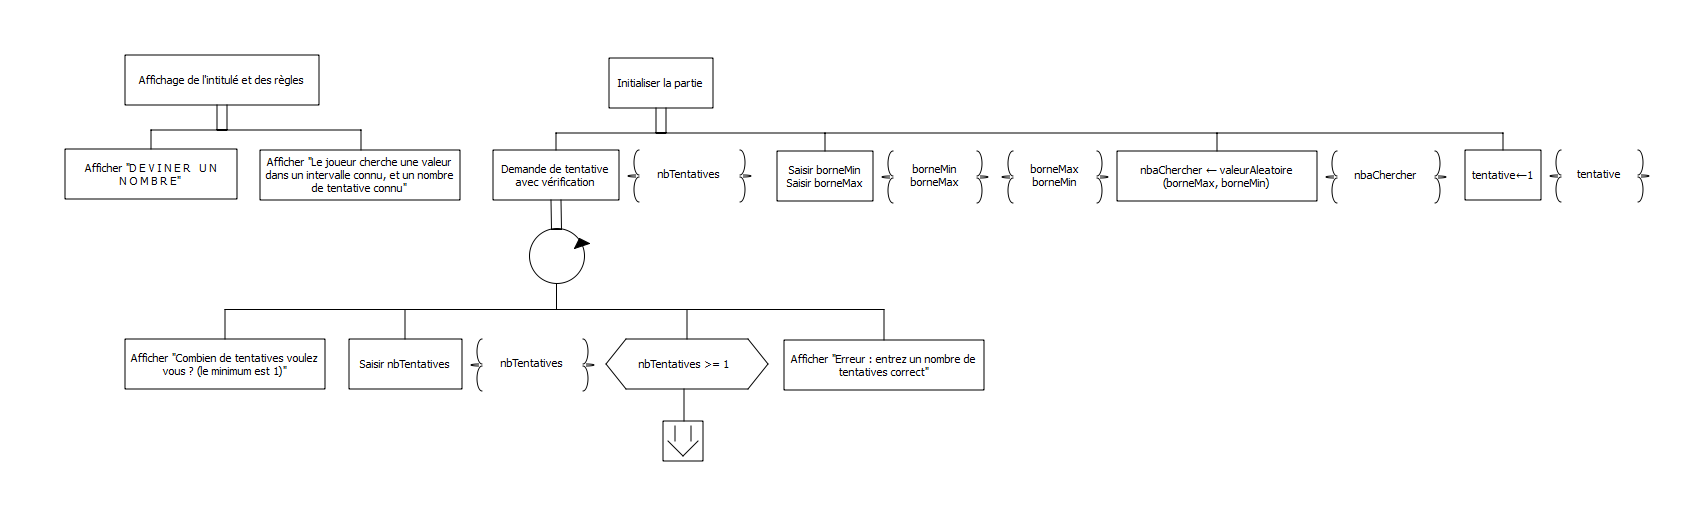 Affichage de l'intitulé et des règles
Initialiser la partie
Afficher "D E V I N E R  U N
N O M B R E"
Afficher "Le joueur cherche une valeur
dans un intervalle connu, et un nombre
de tentative connu"
Demande de tentative
avec vérification
nbTentatives
Saisir borneMin
Saisir borneMax
borneMin
borneMax
borneMax
borneMin
nbaChercher ← valeurAleatoire
(borneMax, borneMin)
nbaChercher
tentative←1
tentative
Afficher "Combien de tentatives voulez
vous ? (le minimum est 1)"
Saisir nbTentatives
nbTentatives
nbTentatives >= 1
Afficher "Erreur : entrez un nombre de
tentatives correct"